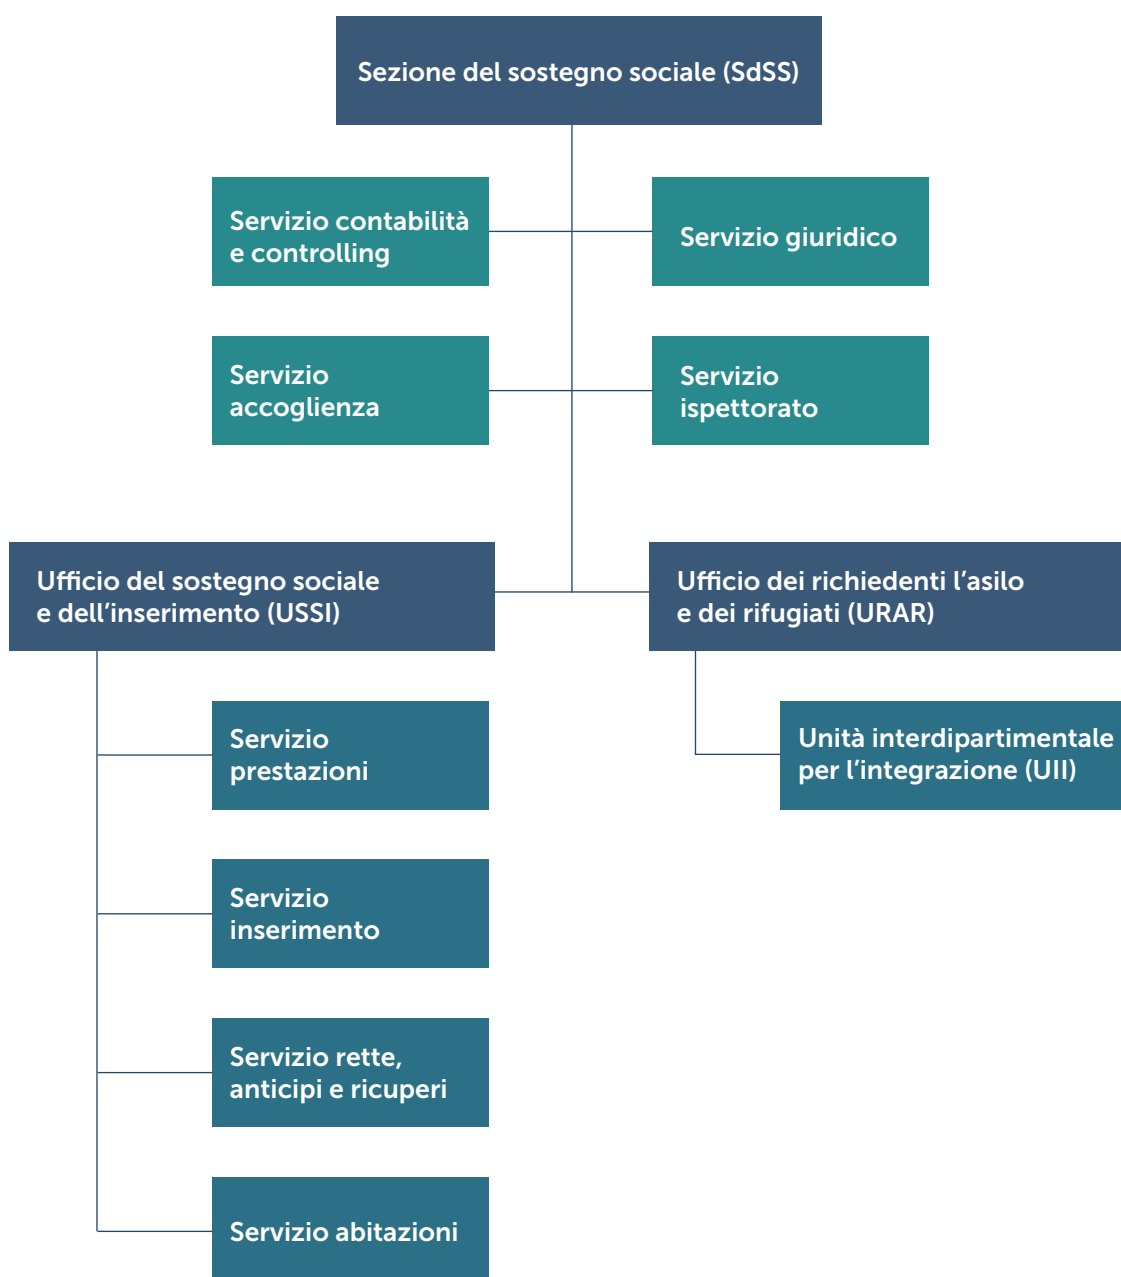 Sezione del sostegno sociale (SdSS)
Servizio contabilità
e controlling
Servizio giuridico
Servizio
accoglienza
Servizio
ispettorato
Ufficio del sostegno sociale
e dell’inserimento (USSI)
Ufficio dei richiedenti l’asilo
e dei rifugiati (URAR)
Servizio
prestazioni
Unità interdipartimentale
per l’integrazione (UII)
Servizio
inserimento
Servizio rette,
anticipi e ricuperi
Servizio abitazioni